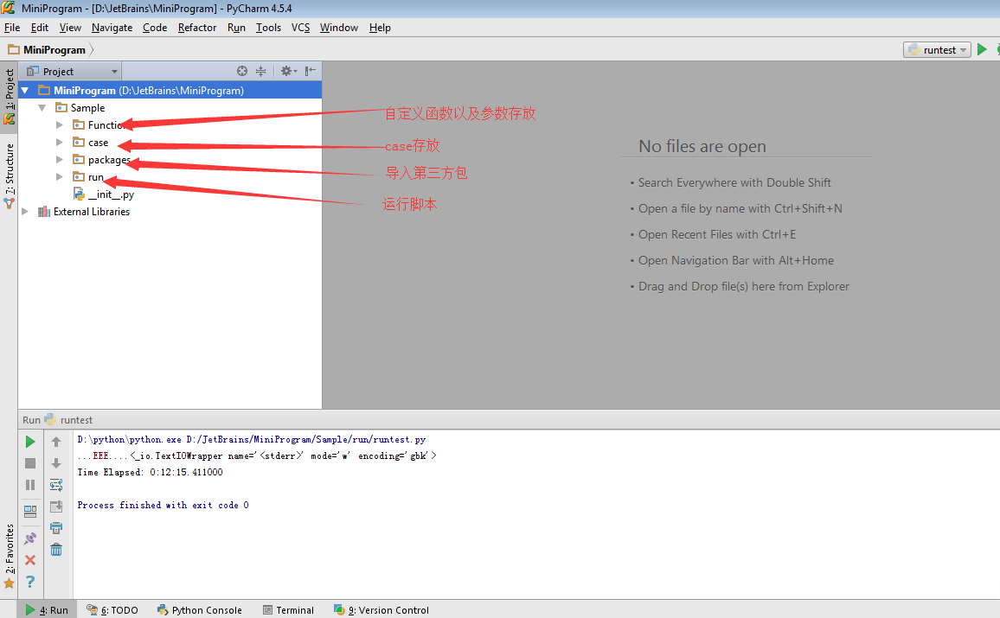 MiniProgram - [D:\JetBrains\MiniProgram] - PyCharm 4.5.4
File Edit View Navigate Code Refactor Run Tools VCS Window Help
MiniProgram
runtest
1: Project
7: Structure
2: Favorites
Project
MiniProgram (D:\JetBrains\MiniProgram)
Sample
Functio
case
packages
run
__init__.py
External Libraries
自定义函数以及参数存放
case存放
导入第三方包
运行脚本
No files are open
• Search Everywhere with Double Shift
• Open a file by name with Ctrl+Shift+N
• Open Recent Files with Ctrl+E
• Open Navigation Bar with Alt+Home
• Drag and Drop file(s) here from Explorer
Run runtest
D:\python\python.exe D:/JetBrains/MiniProgram/Sample/run/runtest.py
...EEE....<_io.TextIOWrapper name='<stderr>' mode='w' encoding='gbk'>
Time Elapsed: 0:12:15.411000
Process finished with exit code 0
4: Run 6: TODO Python Console Terminal 9: Version Control